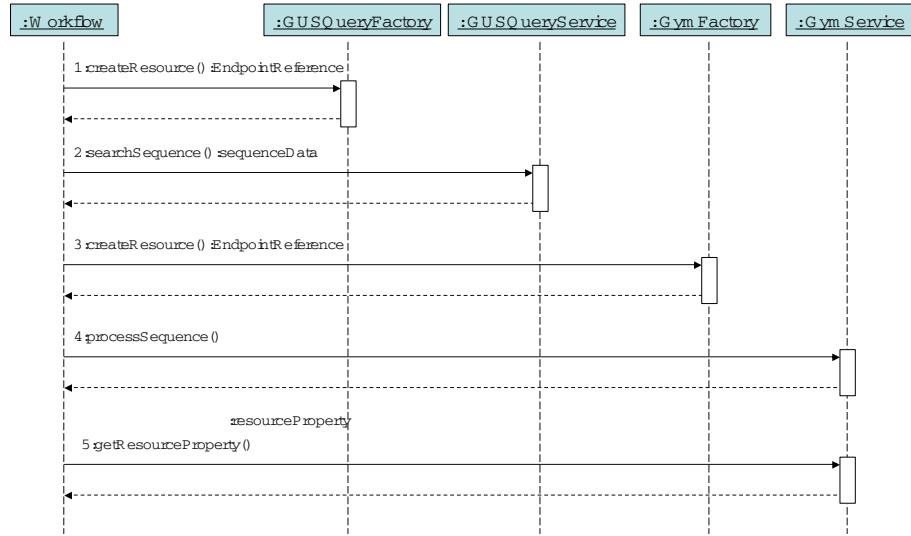 :Workflow
:GUSQueryFactory
:GUSQueryService
:GymFactory
:GymService
1:createResource():EndpointReference
2:searchSequence():sequenceData
3:createResource():EndpointReference
4:processSequence()
:resourceProperty
5:getResourceProperty()